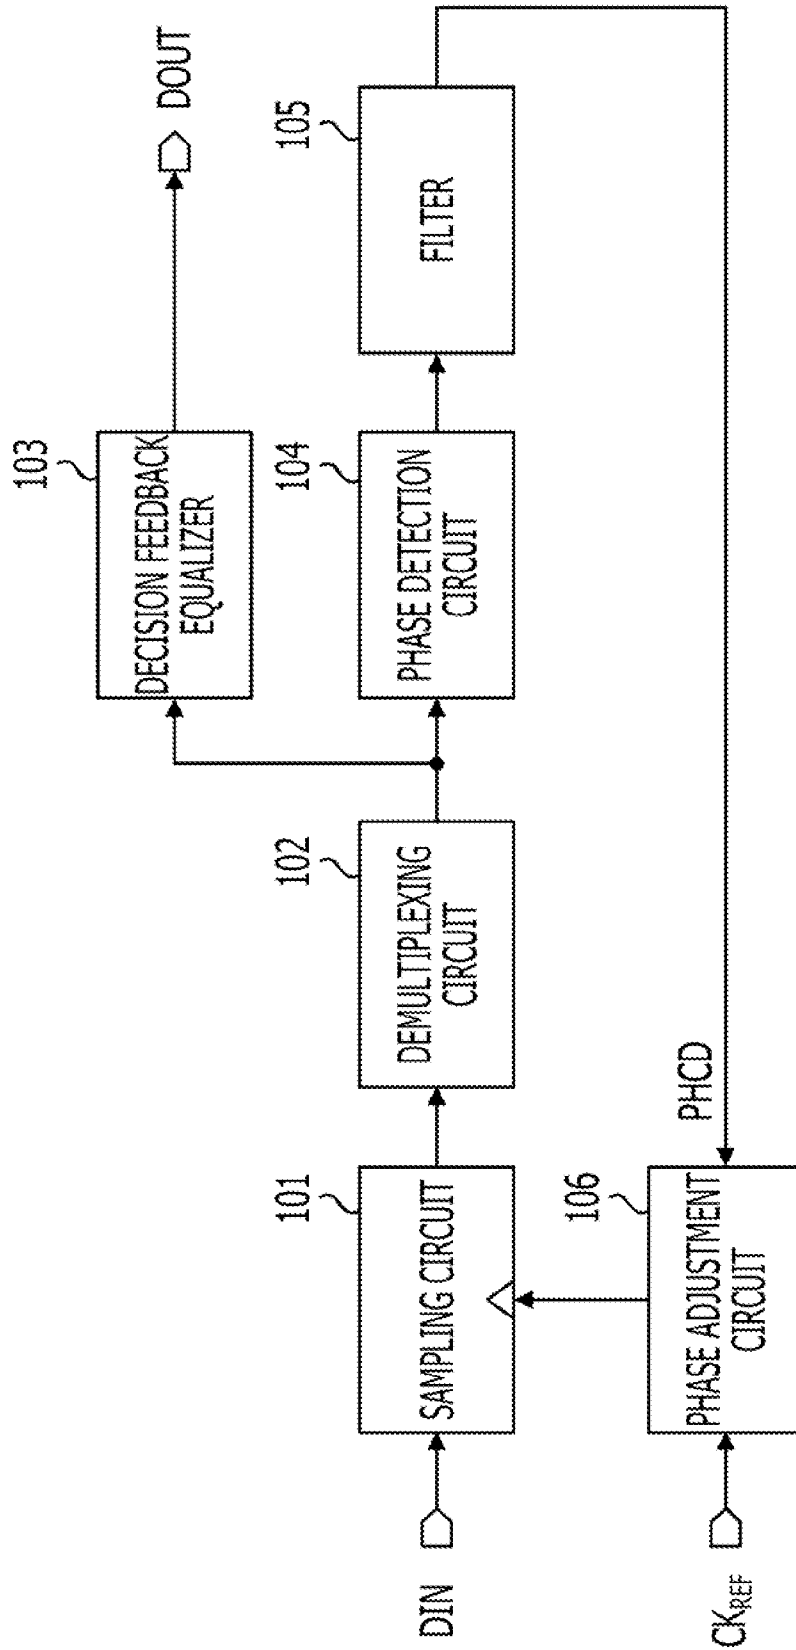 DOUT
103
DECISION FEEDBACK
EQUALIZER
DIN
101
SAMPLING CIRCUIT
102
DEMULTIPLEXING
CIRCUIT
104
PHASE DETECTION
CIRCUIT
105
FILTER
CKREF
106
PHASE ADJUSTMENT
CIRCUIT
PHCD